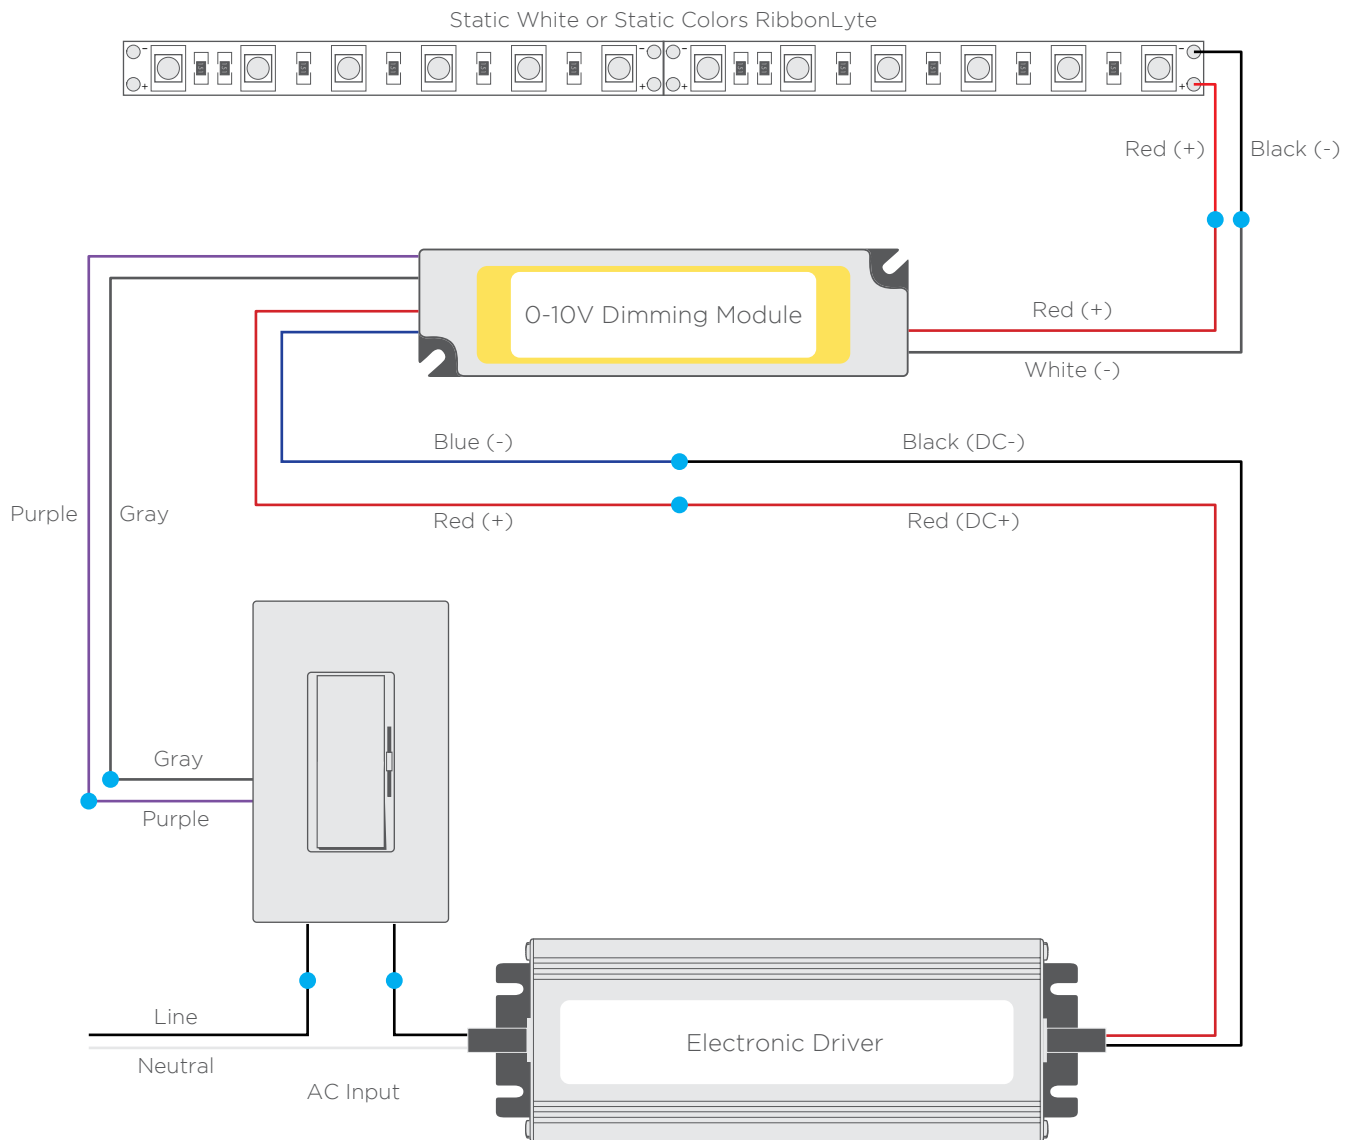 Static White or Static Colors RibbonLyte
- - - -
+ + + +
Red (+) Black (-)
0-10V Dimming Module
Red (+)
White (-)
Blue (-) Black (DC-)
Purple Gray
Red (+) Red (DC+)
Gray
Purple
Line
Neutral
AC Input
Electronic Driver